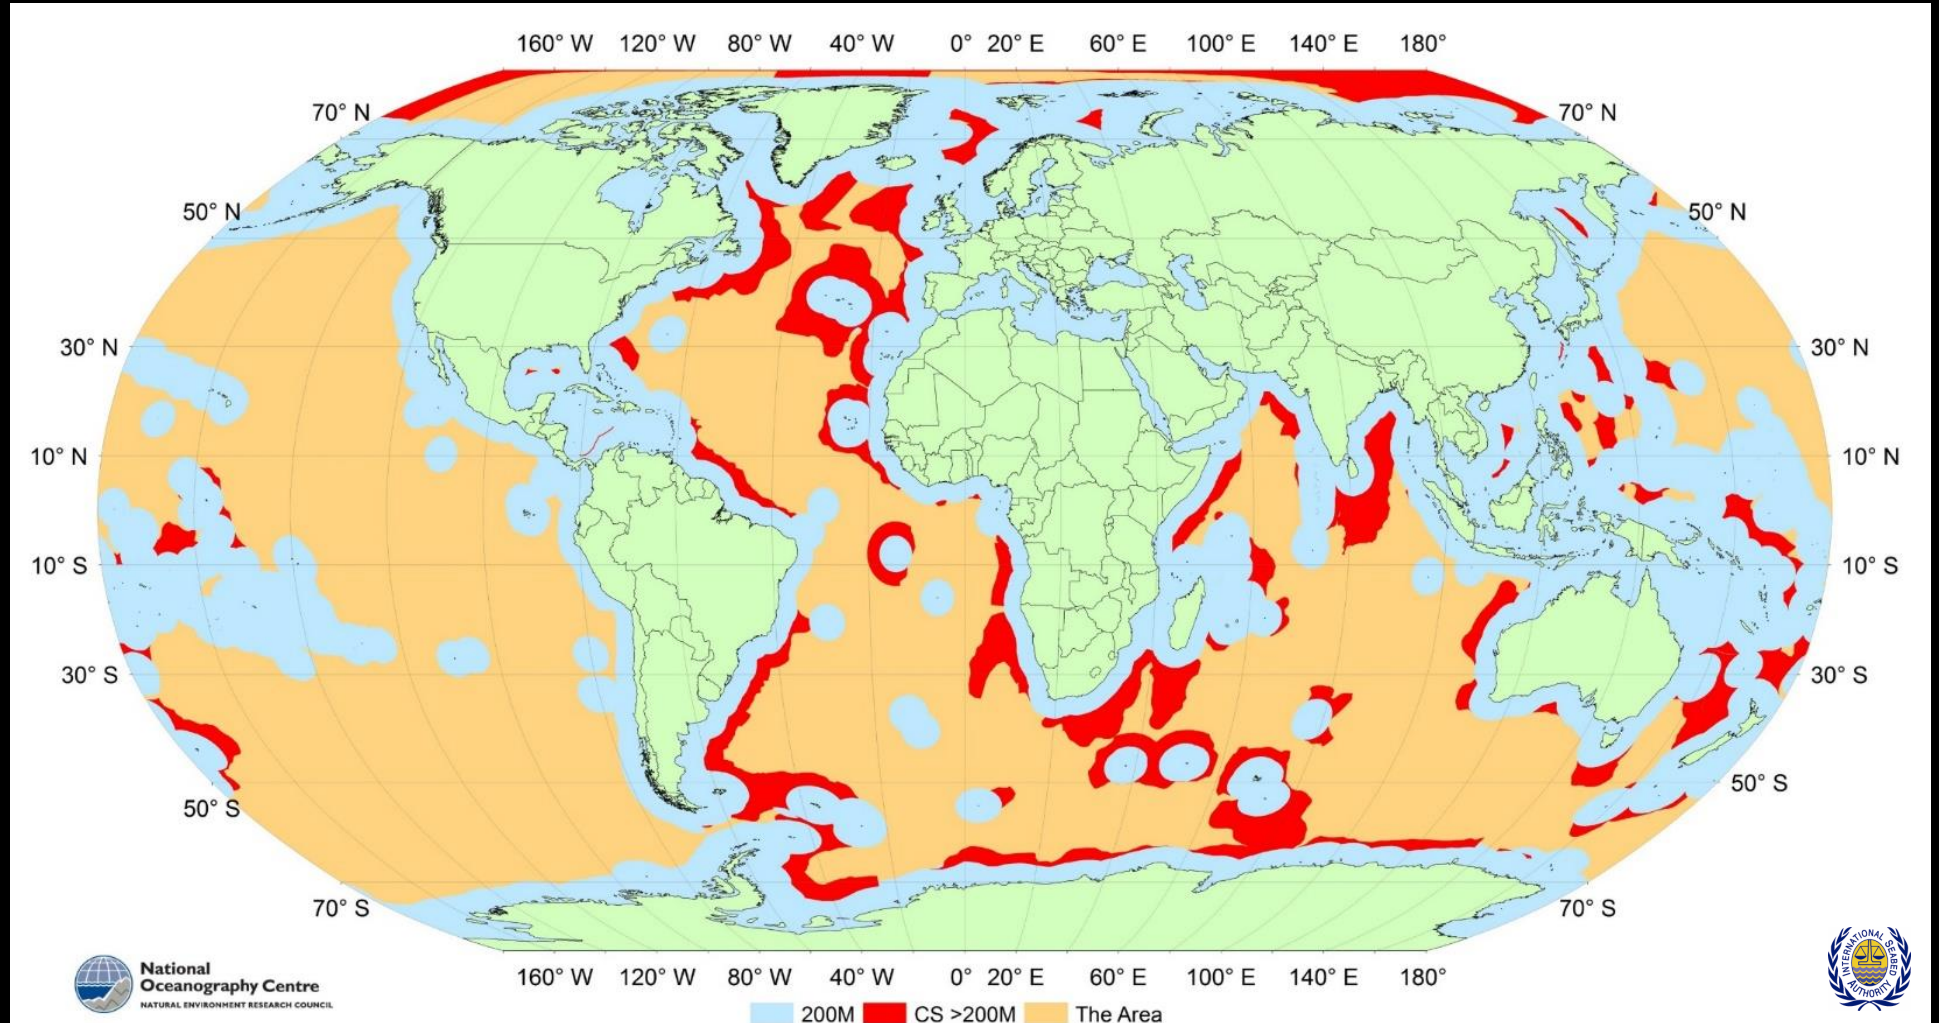 160° W 120° W 80° W 40° W 0° 20° E 60° E 100° E 140° E 180°
70° N 70° N
50° N 50° N
30° N 30° N
10° N 10° N
10° S 10° S
30° S 30° S
50° S 50° S
70° S 70° S
160° W 120° W 80° W 40° W 0° 20° E 60° E 100° E 140° E 180°
National
Oceanography Centre
NATURAL ENVIRONMENT RESEARCH COUNCIL
200M CS >200M The Area
INTERNATIONAL SEABED
AUTHORITY